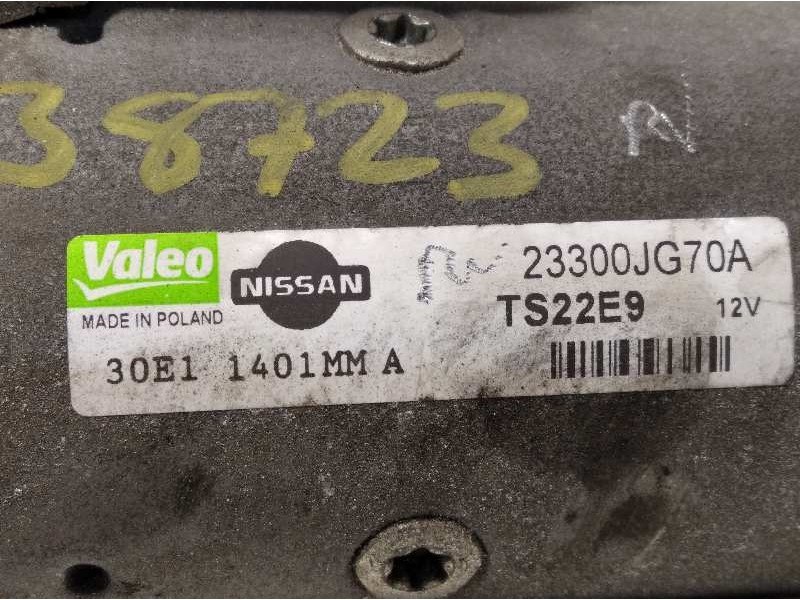 38723
Valeo
NISSAN
23300JG70A
MADE IN POLAND
TS22E9 12V
30E1 1401MM A